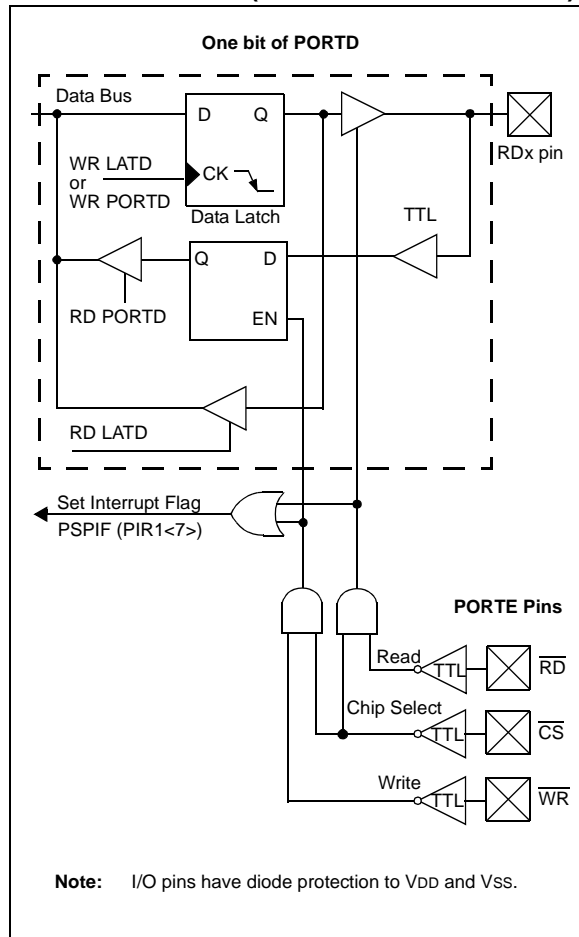 One bit of PORTD
Data Bus
D Q
RDx pin
WR LATD
or
WR PORTD
CK
Data Latch
TTL
Q D
EN
RD PORTD
RD LATD
Set Interrupt Flag
PSPIF (PIR1<7>)
PORTE Pins
Read
TTL
RD
Chip Select
TTL
CS
Write
TTL
WR
Note: I/O pins have diode protection to VDD and VSS.